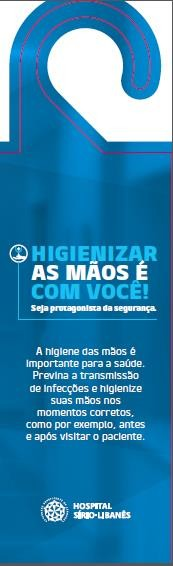 HIGIENIZAR
AS MÃOS É
COM VOCÊ!
Seja protagonista da segurança.
A higiene das mãos é
importante para a saúde.
Previna a transmissão
de infecções e higienize
suas mãos nos
momentos corretos,
como por exemplo, antes
e após visitar o paciente.
HOSPITAL
SÍRIO-LIBANÊS